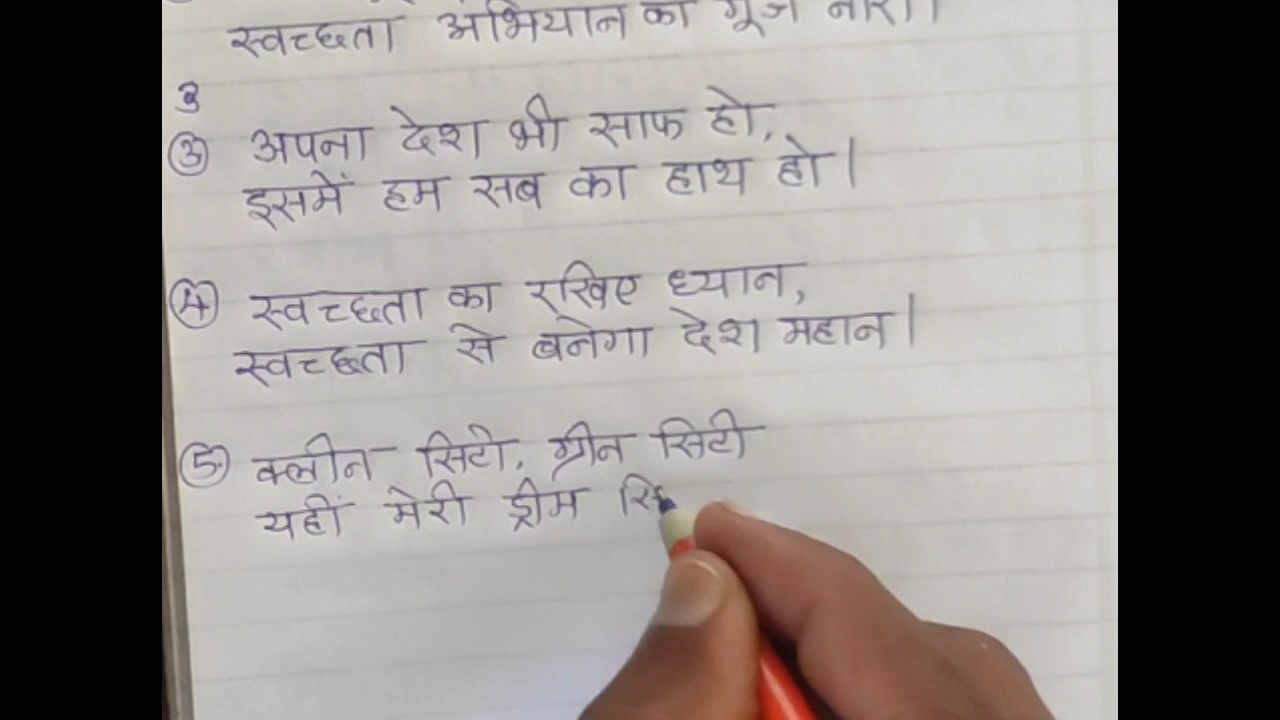 स्वच्छता अभियान का गूंजे नारा।
3
③ अपना देश भी साफ हो,
इसमें हम सब का हाथ हो।
④ स्वच्छता का रखिए ध्यान,
स्वच्छता से बनेगा देश महान।
⑤ क्लीन सिटी, ग्रीन सिटी
यहीं मेरी ड्रीम